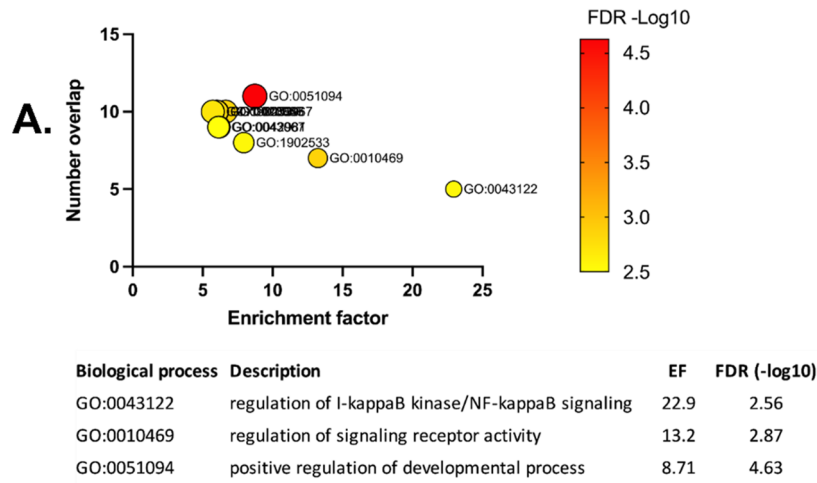 FDR -Log10
A.
Number overlap
15
10
5
0
GO:0051094
GO:1902533
GO:0010469
GO:0043122
0 5 10 15 20 25
Enrichment factor
4.5
4.0
3.5
3.0
2.5
Biological process Description EF FDR (-log10)
GO:0043122 regulation of I-kappaB kinase/NF-kappaB signaling 22.9 2.56
GO:0010469 regulation of signaling receptor activity 13.2 2.87
GO:0051094 positive regulation of developmental process 8.71 4.63